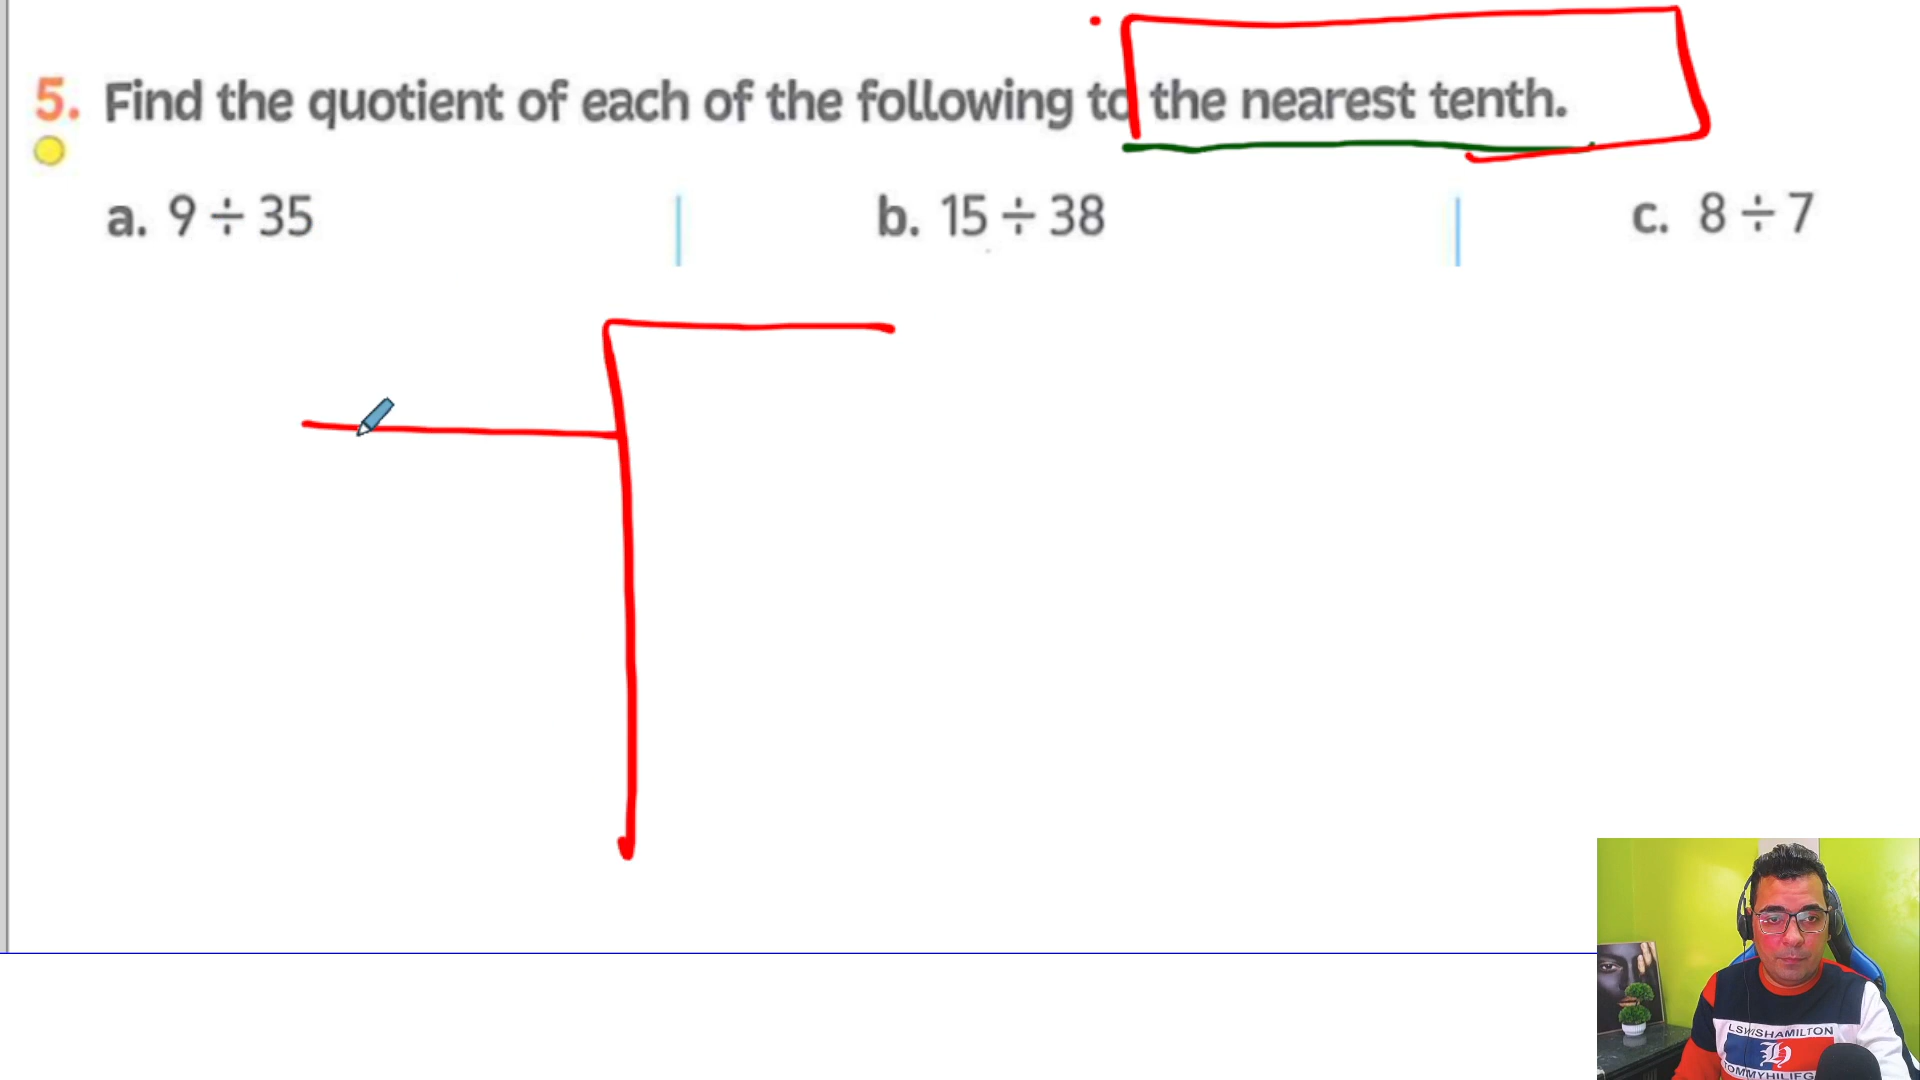 5. Find the quotient of each of the following to the nearest tenth.
a. 9 ÷ 35
b. 15 ÷ 38
c. 8 ÷ 7
LSWISHAMILTON
TOMMYHILIFG